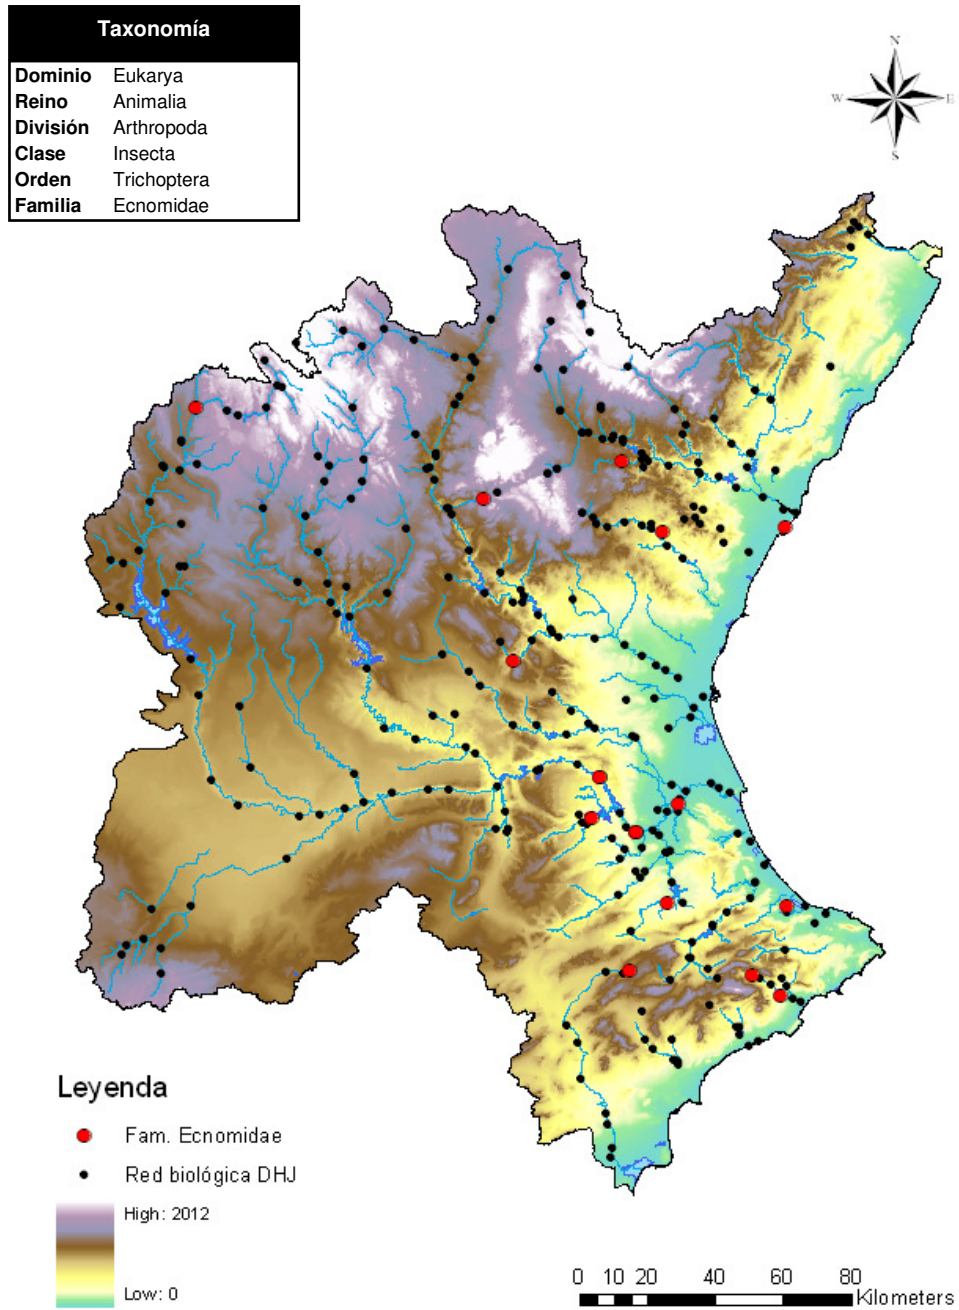 Taxonomía
Dominio Eukarya
Reino Animalia
División Arthropoda
Clase Insecta
Orden Trichoptera
Familia Ecnomidae
N
W E
S
Leyenda
Fam. Ecnomidae
Red biológica DHJ
High: 2012
Low: 0
0 10 20 40 60 80
Kilometers